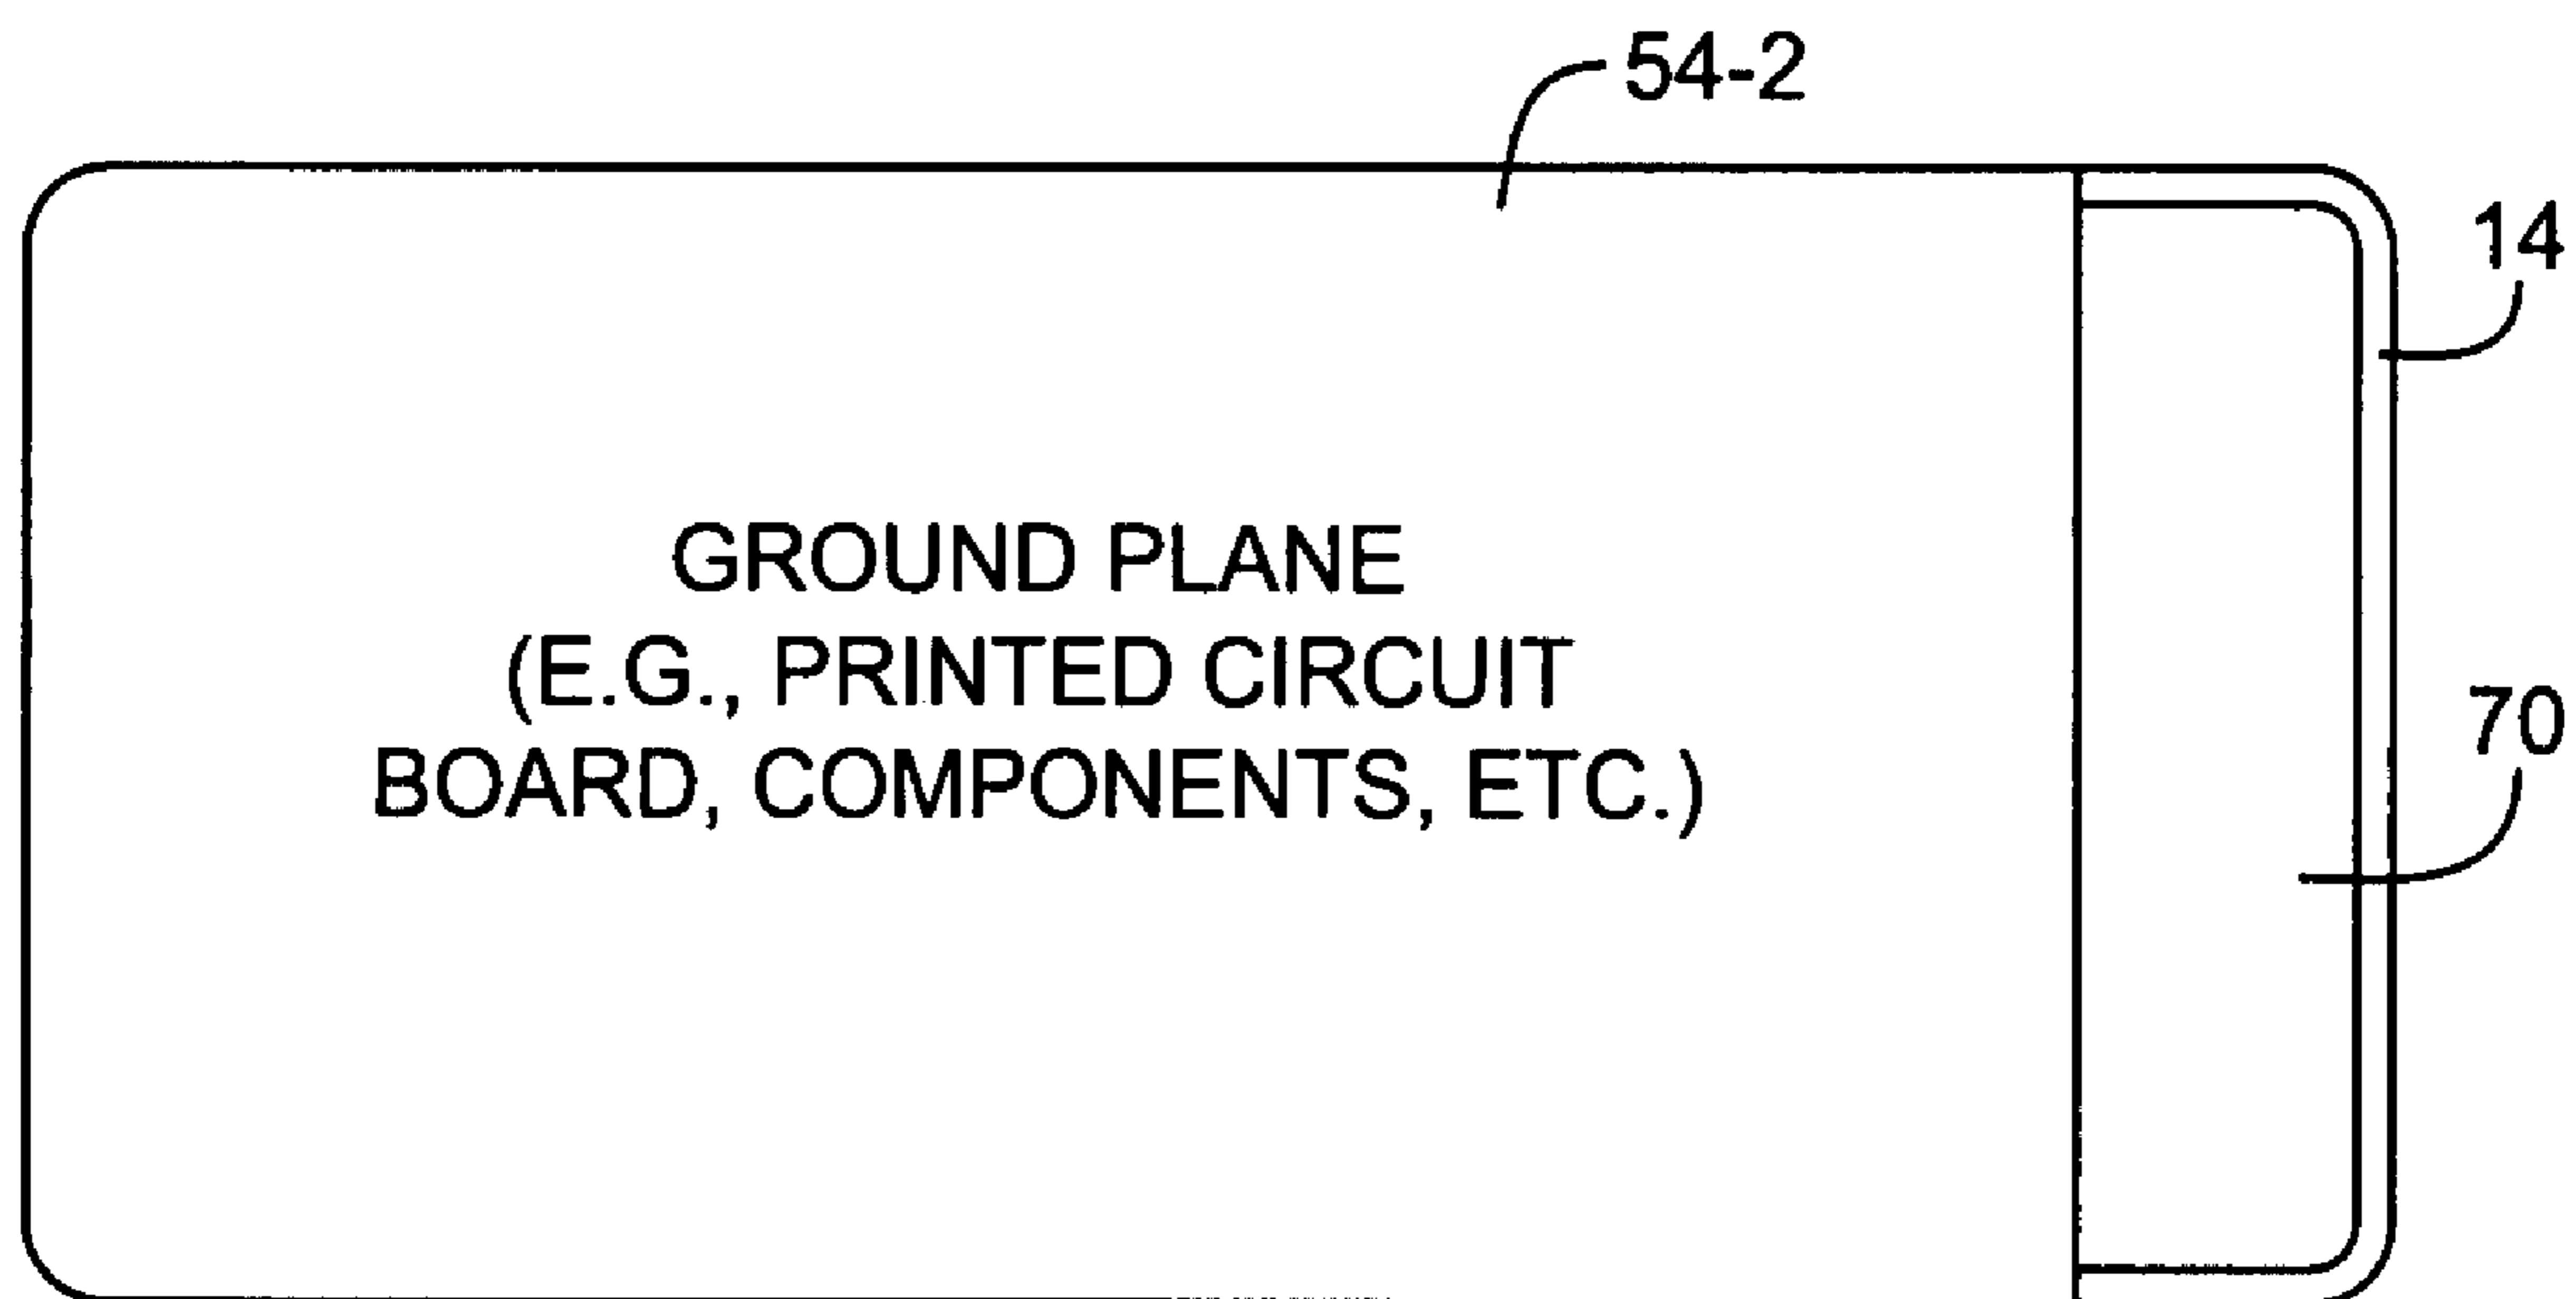 54-2
14
GROUND PLANE
(E.G., PRINTED CIRCUIT
BOARD, COMPONENTS, ETC.)
70